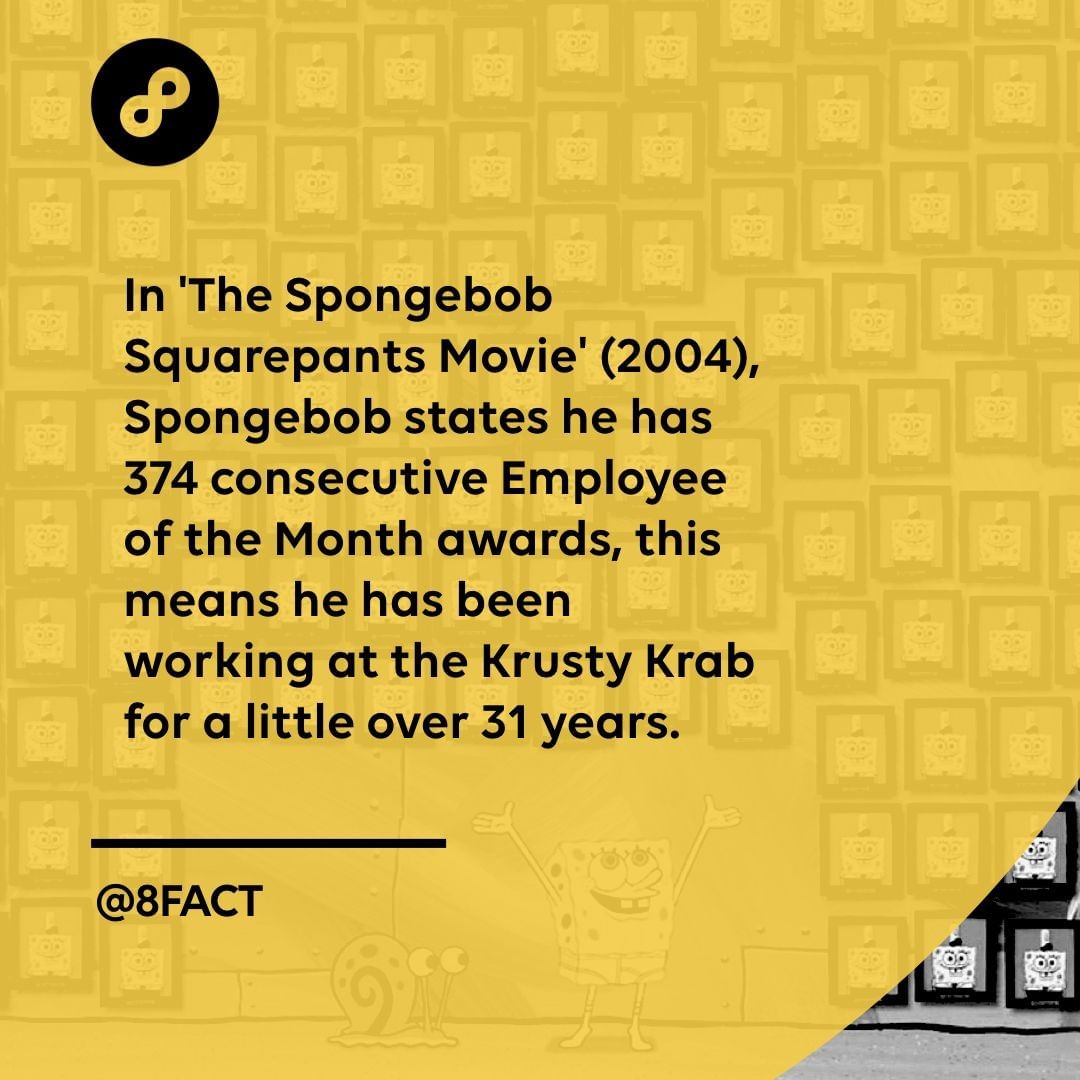 In 'The Spongebob
Squarepants Movie' (2004),
Spongebob states he has
374 consecutive Employee
of the Month awards, this
means he has been
working at the Krusty Krab
for a little over 31 years.
@8FACT